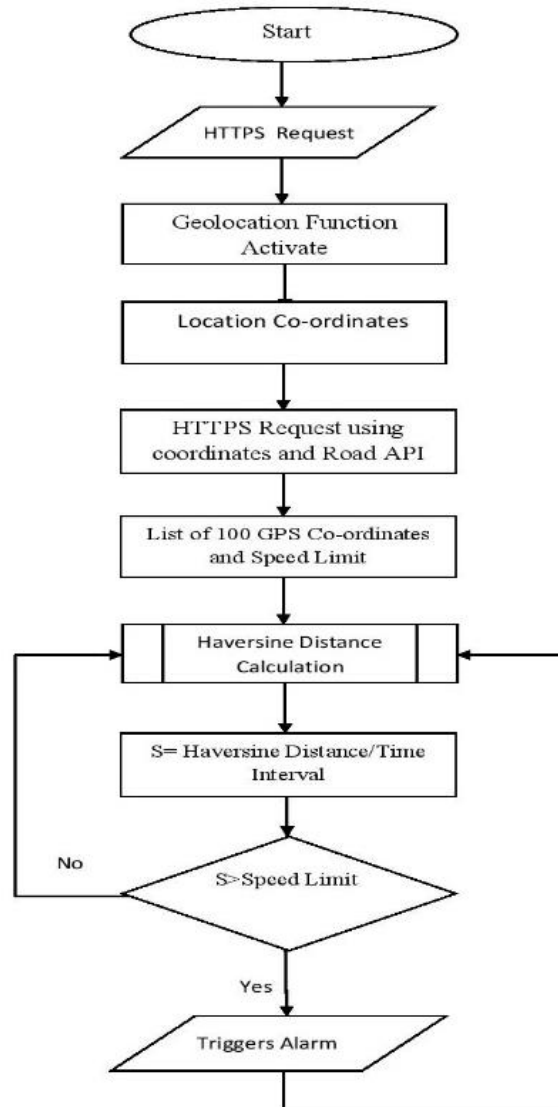 Start
HTTPS Request
Geolocation Function
Activate
Location Co-ordinates
HTTPS Request using
coordinates and Road API
List of 100 GPS Co-ordinates
and Speed Limit
Haversine Distance
Calculation
S= Haversine Distance/Time
Interval
S>Speed Limit
No
Yes
Triggers Alarm